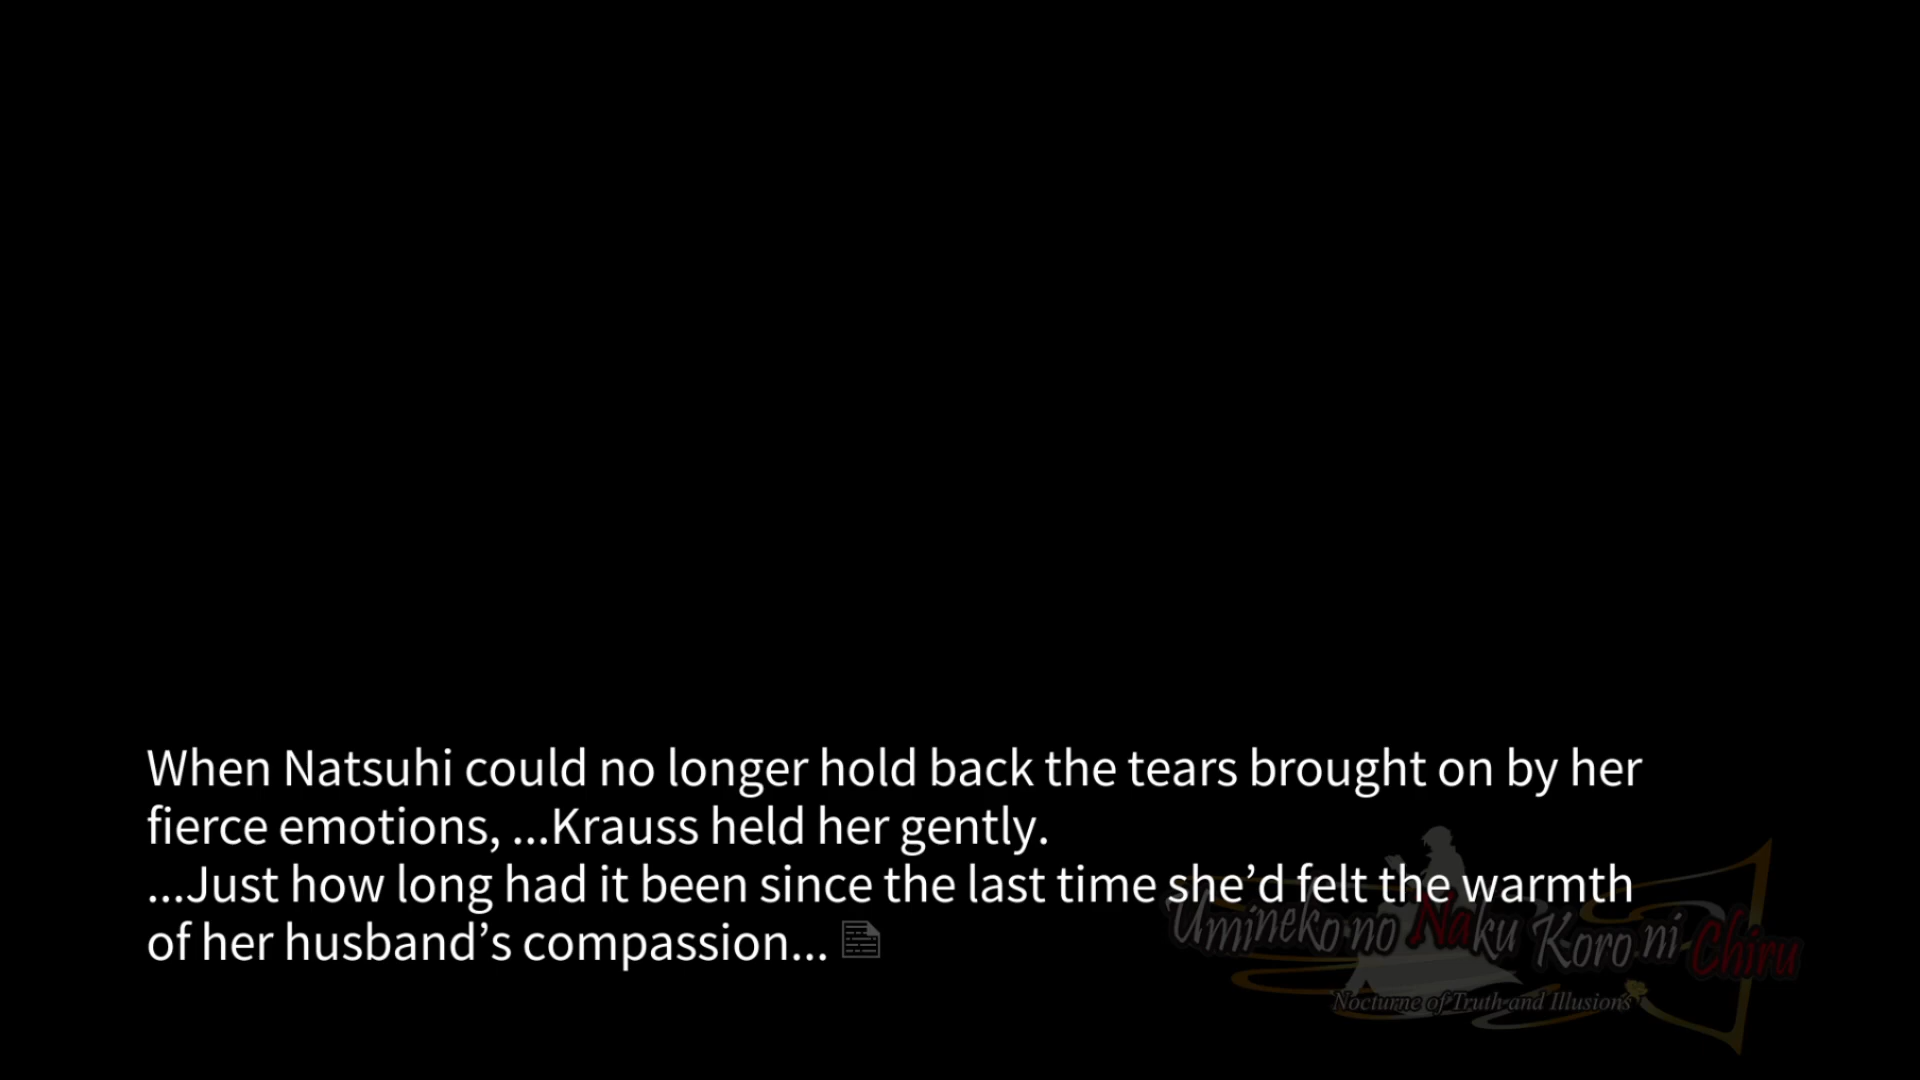 When Natsuhi could no longer hold back the tears brought on by her
fierce emotions, ...Krauss held her gently.
...Just how long had it been since the last time she’d felt the warmth
of her husband’s compassion...
Umineko no Naku Koro ni Chiru
Nocturne of Truth and Illusions